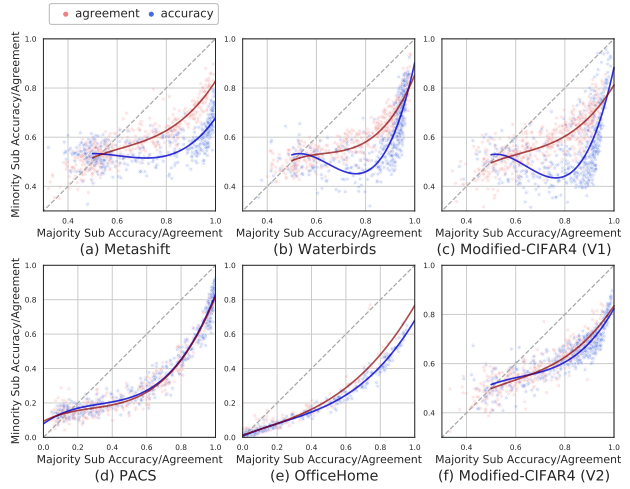 agreement accuracy
Minority Sub Accuracy/Agreement
1.0 1.0 1.0
0.8 0.8 0.8
0.6 0.6 0.6
0.4 0.4 0.4
0.4 0.6 0.8 1.0 0.4 0.6 0.8 1.0 0.4 0.6 0.8 1.0
Majority Sub Accuracy/Agreement Majority Sub Accuracy/Agreement Majority Sub Accuracy/Agreement
(a) Metashift (b) Waterbirds (c) Modified-CIFAR4 (V1)
Minority Sub Accuracy/Agreement
1.0 1.0 1.0
0.8 0.8 0.8
0.6 0.6 0.6
0.4 0.4 0.4
0.2 0.2
0.0 0.0
0.0 0.2 0.4 0.6 0.8 1.0 0.0 0.2 0.4 0.6 0.8 1.0 0.4 0.6 0.8 1.0
Majority Sub Accuracy/Agreement Majority Sub Accuracy/Agreement Majority Sub Accuracy/Agreement
(d) PACS (e) OfficeHome (f) Modified-CIFAR4 (V2)